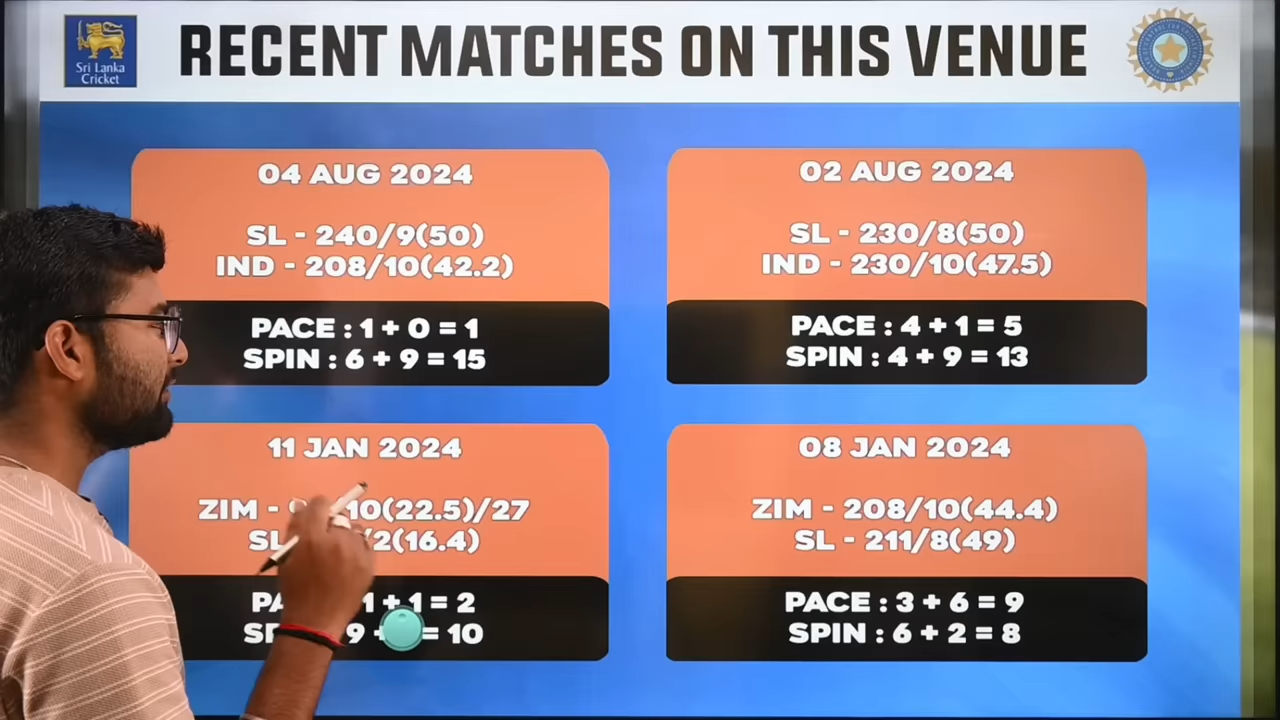 Sri Lanka
Cricket
RECENT MATCHES ON THIS VENUE
04 AUG 2024
SL - 240/9(50)
IND - 208/10(42.2)
PACE : 1 + 0 = 1
SPIN : 6 + 9 = 15
02 AUG 2024
SL - 230/8(50)
IND - 230/10(47.5)
PACE : 4 + 1 = 5
SPIN : 4 + 9 = 13
11 JAN 2024
ZIM - 10(22.5)/27
SL /2(16.4)
1 + 1 = 2
9 = 10
08 JAN 2024
ZIM - 208/10(44.4)
SL - 211/8(49)
PACE : 3 + 6 = 9
SPIN : 6 + 2 = 8